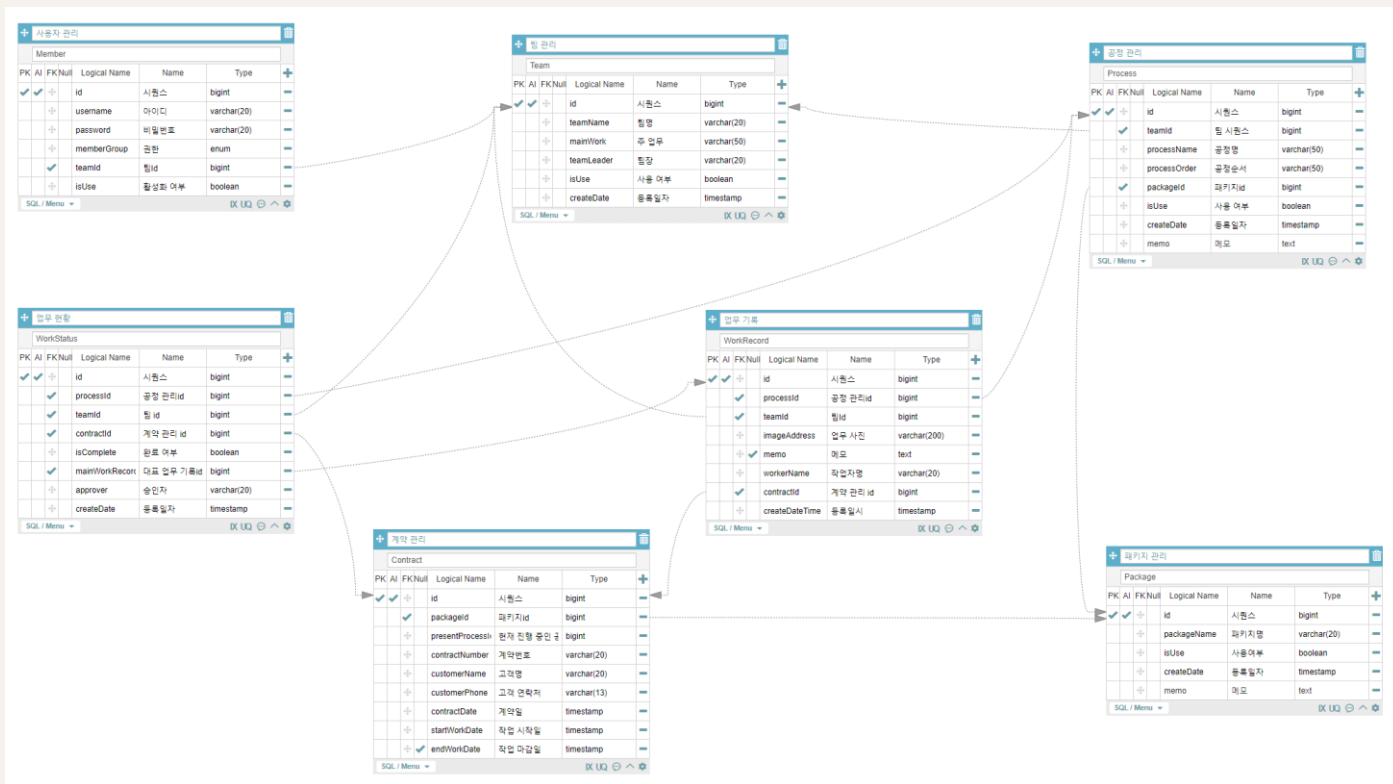 사용자 관리
Member
PK AI FK Null Logical Name Name Type
id 시퀀스 bigint
username 아이디 varchar(20)
password 비밀번호 varchar(20)
memberGroup 권한 enum
teamId 팀Id bigint
isUse 활성화 여부 boolean
SQL / Menu IX UQ
팀 관리
Team
PK AI FK Null Logical Name Name Type
id 시퀀스 bigint
teamName 팀명 varchar(20)
mainWork 주 업무 varchar(50)
teamLeader 팀장 varchar(20)
isUse 사용 여부 boolean
createDate 등록일자 timestamp
SQL / Menu IX UQ
공정 관리
Process
PK AI FK Null Logical Name Name Type
id 시퀀스 bigint
teamId 팀 시퀀스 bigint
processName 공정명 varchar(50)
processOrder 공정순서 varchar(50)
packageId 패키지id bigint
isUse 사용 여부 boolean
createDate 등록일자 timestamp
memo 메모 text
SQL / Menu IX UQ
업무 현황
WorkStatus
PK AI FK Null Logical Name Name Type
id 시퀀스 bigint
processId 공정 관리id bigint
teamId 팀 id bigint
contractId 계약 관리 id bigint
isComplete 완료 여부 boolean
mainWorkRecord 대표 업무 기록id bigint
approver 승인자 varchar(20)
createDate 등록일자 timestamp
SQL / Menu IX UQ
업무 기록
WorkRecord
PK AI FK Null Logical Name Name Type
id 시퀀스 bigint
processId 공정 관리id bigint
teamId 팀Id bigint
imageAddress 업무 사진 varchar(200)
memo 메모 text
workerName 작업자명 varchar(20)
contractId 계약 관리 id bigint
createDateTime 등록일시 timestamp
SQL / Menu IX UQ
계약 관리
Contract
PK AI FK Null Logical Name Name Type
id 시퀀스 bigint
packageId 패키지id bigint
현재 진행 중인 bigint
contractNumber 계약번호 varchar(20)
customerName 고객명 varchar(20)
customerPhone 고객 연락처 varchar(13)
contractDate 계약일 timestamp
startWorkDate 작업 시작일 timestamp
endWorkDate 작업 마감일 timestamp
SQL / Menu IX UQ
패키지 관리
Package
PK AI FK Null Logical Name Name Type
id 시퀀스 bigint
packageName 패키지명 varchar(20)
isUse 사용여부 boolean
createDate 등록일자 timestamp
memo 메모 text
SQL / Menu IX UQ